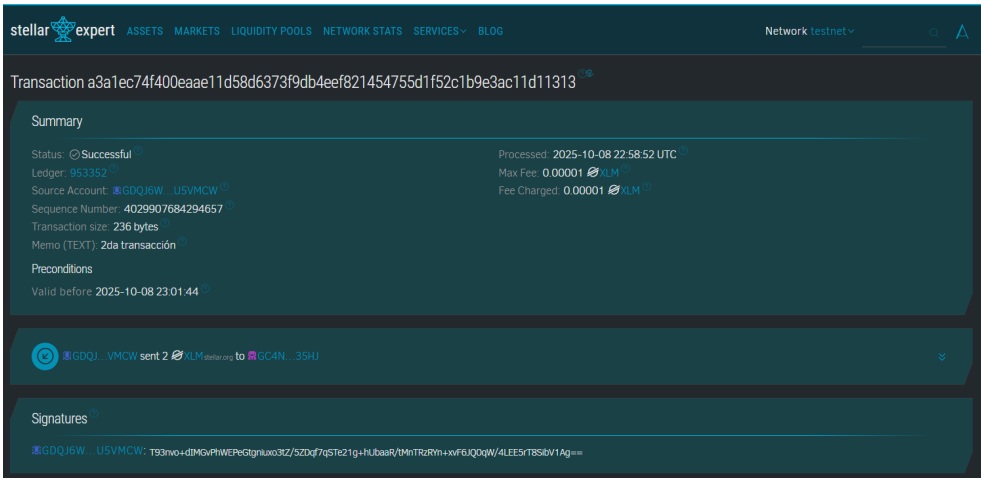 stellar expert ASSETS MARKETS LIQUIDITY POOLS NETWORK STATS SERVICES BLOG Network testnet
Transaction a3a1ec74f400eaae11d58d6373f9db4eef821454755d1f52c1b9e3ac11d11313
Summary
Status: Successful
Processed: 2025-10-08 22:58:52 UTC
Ledger: 953352
Max Fee: 0.00001 XLM
Source Account: GDQJ6W...U5VMCW
Fee Charged: 0.00001 XLM
Sequence Number: 4029907684294657
Transaction size: 236 bytes
Memo (TEXT): 2da transacción
Preconditions
Valid before 2025-10-08 23:01:44
GDQJ...VMCW sent 2 XLM stellar.org to GC4N...35HJ
Signatures
GDQJ6W...U5VMCW: T93nvo+dIMGvPhWEPeGtgniuxo3tZ/5ZDqf7qSTe21g+hUbaaR/tMnTRzRYn+xvF6JQ0qW/4LEE5rT8SibV1Ag==